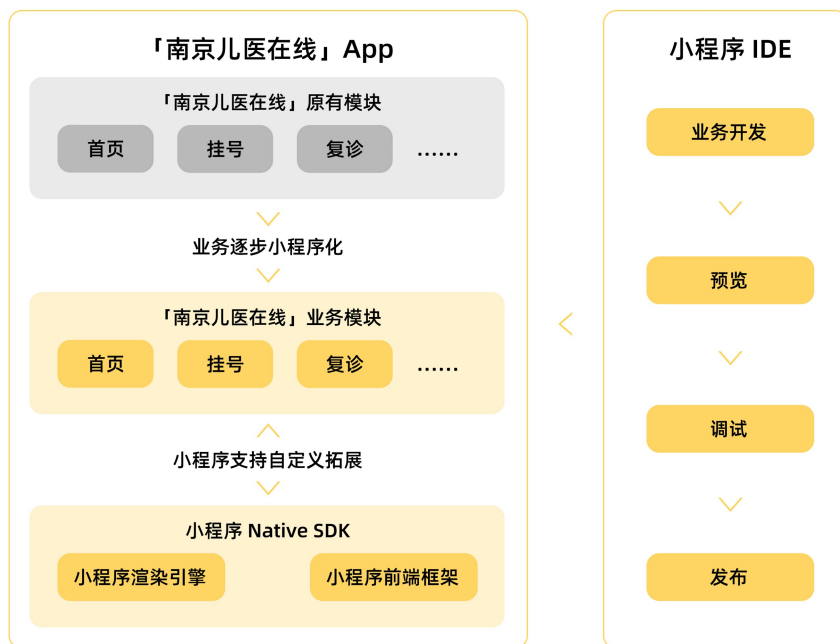 「南京儿医在线」App
「南京儿医在线」原有模块
首页 挂号 复诊 ......
业务逐步小程序化
「南京儿医在线」业务模块
首页 挂号 复诊 ......
小程序支持自定义拓展
小程序 Native SDK
小程序渲染引擎 小程序前端框架
小程序 IDE
业务开发
预览
调试
发布